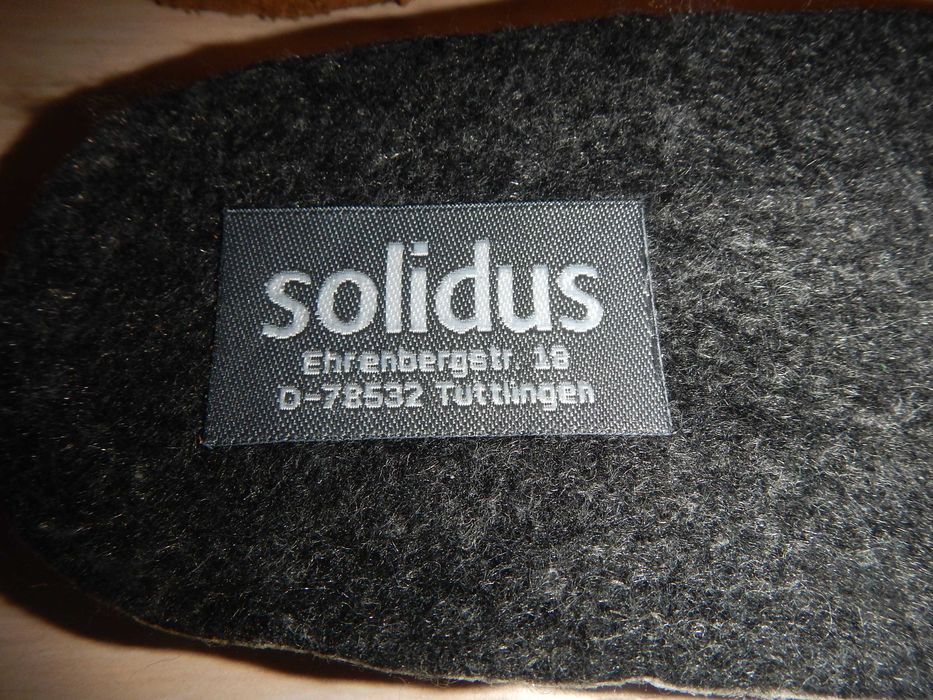 solidus
Ehrenbergstr 18
D-78532 Tuttlingen